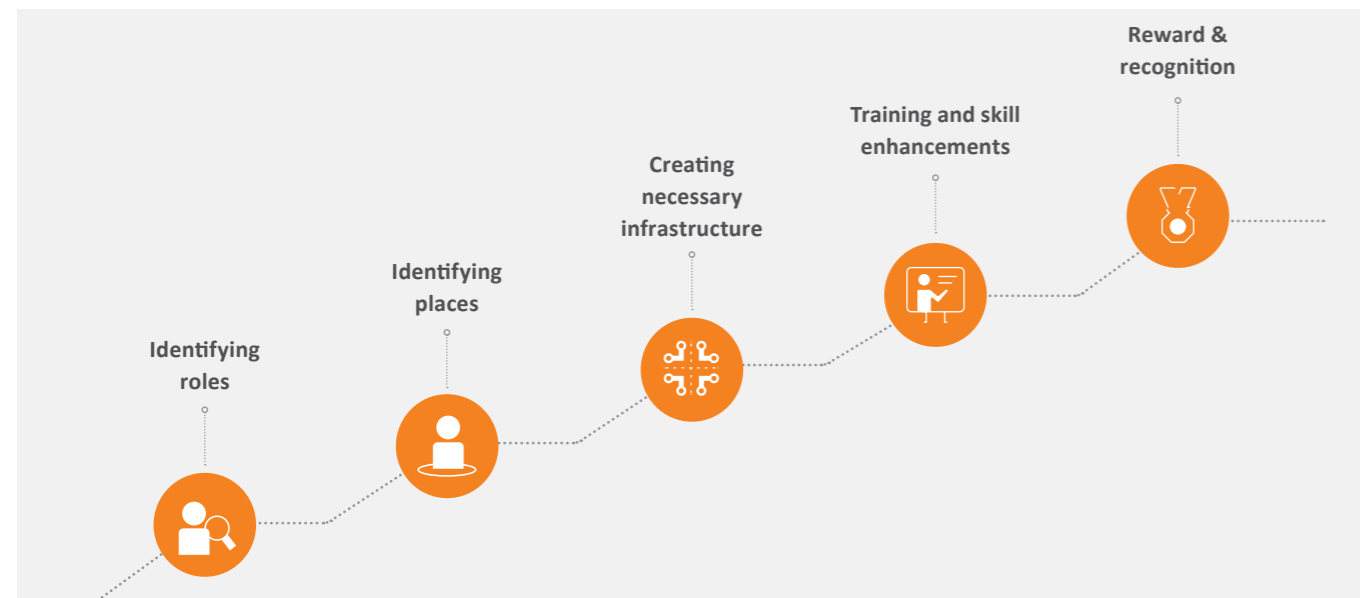 Identifying
roles
Identifying
places
Creating
necessary
infrastructure
Training and skill
enhancements
Reward &
recognition